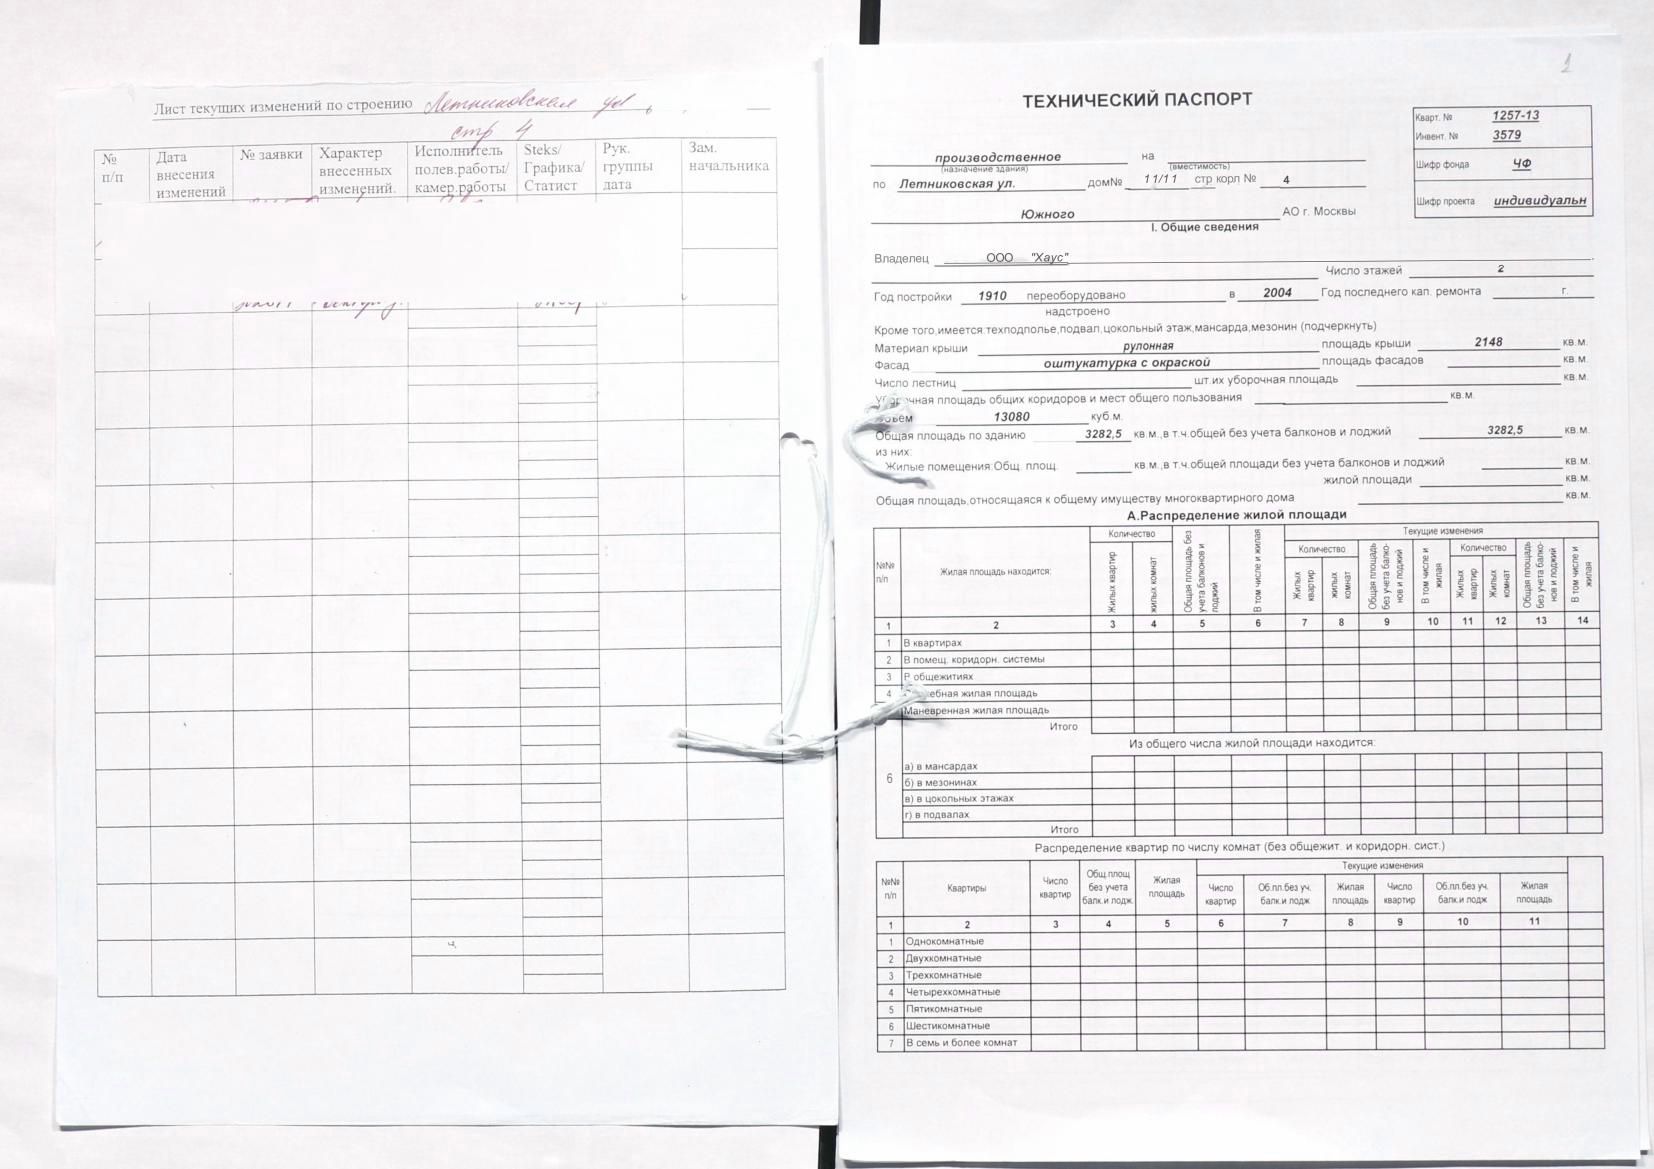 Лист текущих изменений по строению Летниковская ул.,
стр 4
№ п/п
Дата внесения изменений
№ заявки
Характер внесенных изменений.
Исполнитель полев.работы/ камер.работы
Steks/ Графика/ Статист
Рук. группы дата
Зам. начальника
1
ТЕХНИЧЕСКИЙ ПАСПОРТ
Кварт. № 1257-13
Инвент. № 3579
Шифр фонда ЧФ
Шифр проекта индивидуальн
производственное на
(назначение здания) (вместимость)
по Летниковская ул. дом№ 11/11 стр корп № 4
Южного АО г. Москвы
I. Общие сведения
Владелец ООО "Хаус"
Число этажей 2
Год постройки 1910 переоборудовано в 2004 Год последнего кап. ремонта г.
надстроено
Кроме того,имеется.техподполье,подвал,цокольный этаж,мансарда,мезонин (подчеркнуть)
Материал крыши рулонная площадь крыши 2148 кв.м.
Фасад оштукатурка с окраской площадь фасадов кв.м.
Число лестниц шт.их уборочная площадь кв.м.
Уборочная площадь общих коридоров и мест общего пользования кв.м.
объем 13080 куб.м.
Общая площадь по зданию 3282,5 кв.м.,в т.ч.общей без учета балконов и лоджий 3282,5 кв.м.
из них:
Жилые помещения:Общ. площ. кв.м.,в т.ч.общей площади без учета балконов и лоджий кв.м.
жилой площади кв.м.
Общая площадь,относящаяся к общему имуществу многоквартирного дома кв.м.
А.Распределение жилой площади
№№ п/п
Жилая площадь находится:
Количество
Жилых квартир
жилых комнат
Общая площадь без учета балконов и лоджий
В том числе и жилая
Текущие изменения
Количество
Жилых квартир
жилых комнат
Общая площадь без учета балко-нов и лоджий
В том числе и жилая
Количество
Жилых квартир
Жилых комнат
Общая площадь без учета балко-нов и лоджий
В том числе и жилая
1 2 3 4 5 6 7 8 9 10 11 12 13 14
1 В квартирах
2 В помещ. коридорн. системы
3 В общежитиях
4 Служебная жилая площадь
Маневренная жилая площадь
Итого
Из общего числа жилой площади находится:
6
а) в мансардах
б) в мезонинах
в) в цокольных этажах
г) в подвалах
Итого
Распределение квартир по числу комнат (без общежит. и коридорн. сист.)
№№ п/п
Квартиры
Число квартир
Общ.площ без учета балк.и лодж.
Жилая площадь
Текущие изменения
Число квартир
Об.пл.без уч. балк.и лодж
Жилая площадь
Число квартир
Об.пл.без уч. балк.и лодж
Жилая площадь
1 2 3 4 5 6 7 8 9 10 11
1 Однокомнатные
2 Двухкомнатные
3 Трехкомнатные
4 Четырехкомнатные
5 Пятикомнатные
6 Шестикомнатные
7 В семь и более комнат